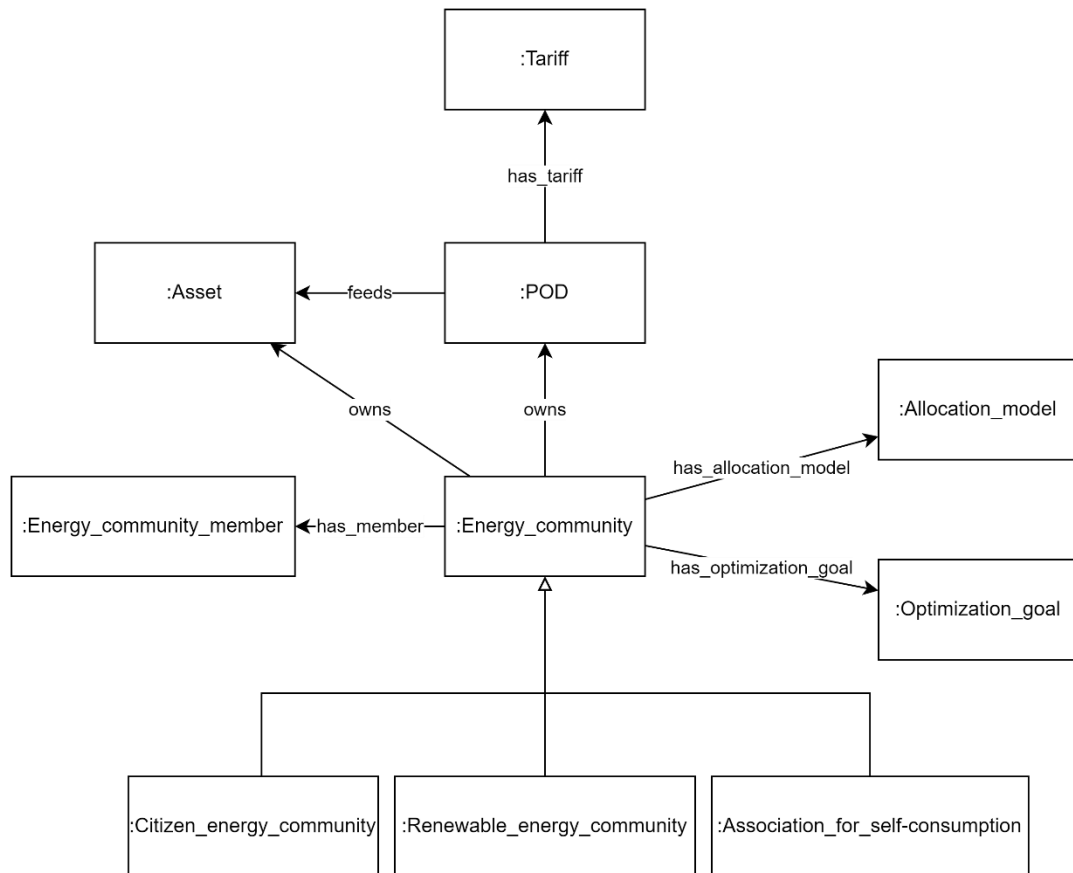 :Tariff
has_tariff
:Asset
feeds
:POD
owns
owns
:Allocation_model
has_allocation_model
:Energy_community_member
has_member
:Energy_community
has_optimization_goal
:Optimization_goal
:Citizen_energy_community
:Renewable_energy_community
:Association_for_self-consumption